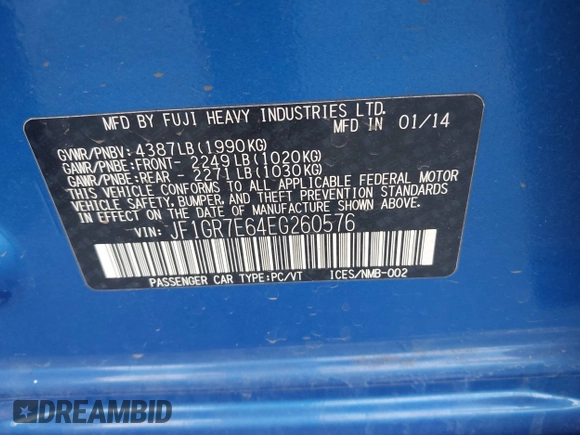 MFD BY FUJI HEAVY INDUSTRIES LTD.
MFD IN 01/14
GVWR/PNBV: 4387LB(1990KG)
GAWR/PNBE:FRONT- 2249LB(1020KG)
GAWR/PNBE:REAR - 2271LB(1030KG)
THIS VEHICLE CONFORMS TO ALL APPLICABLE FEDERAL MOTOR
VEHICLE SAFETY, BUMPER, AND THEFT PREVENTION STANDARDS
IN EFFECT ON THE DATE OF MANUFACTURE SHOWN ABOVE.
VIN: JF1GR7E64EG260576
PASSENGER CAR TYPE:PC/VT ICES/NMB-002
DREAMBID